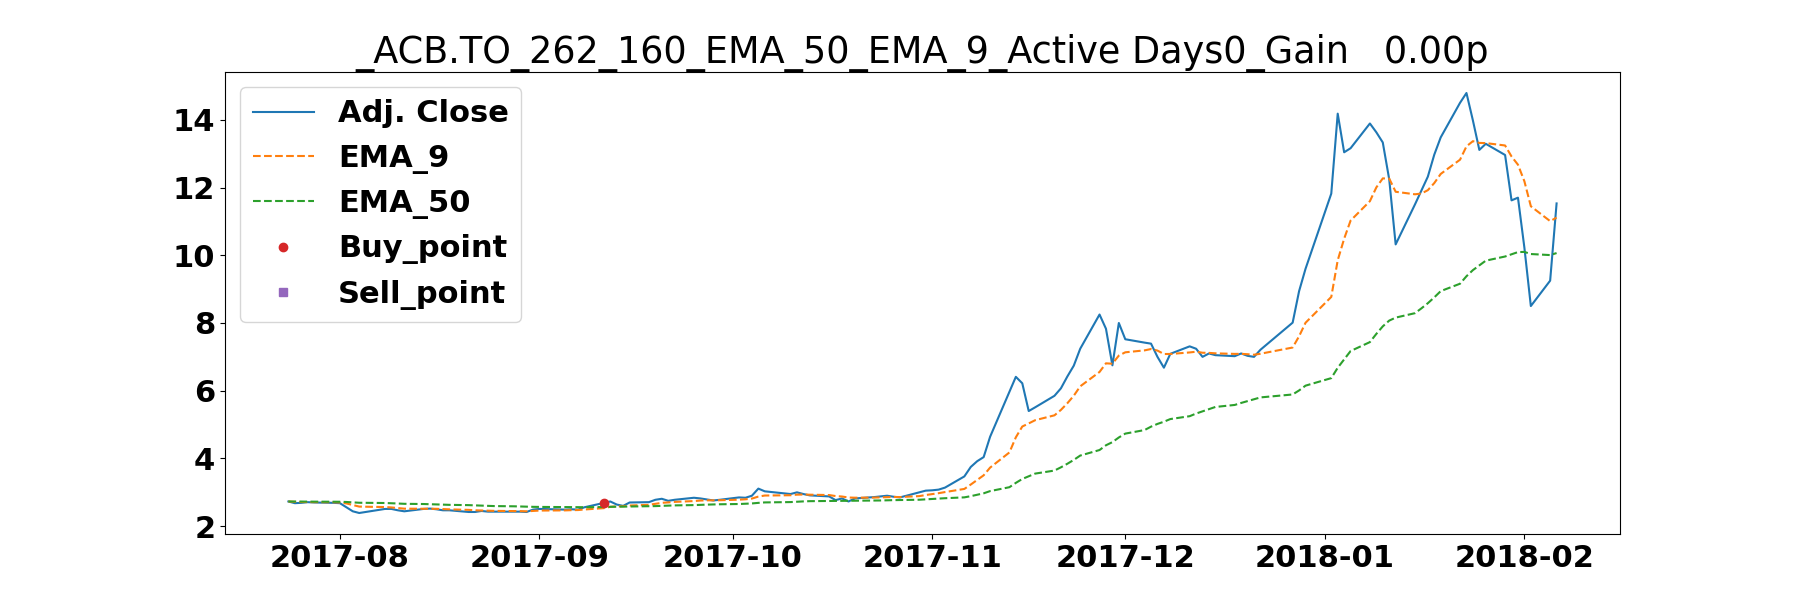 _ACB.TO_262_160_EMA_50_EMA_9_Active Days0_Gain   0.00p
Adj. Close
EMA_9
EMA_50
Buy_point
Sell_point
14
12
10
8
6
4
2
2017-08 2017-09 2017-10 2017-11 2017-12 2018-01 2018-02